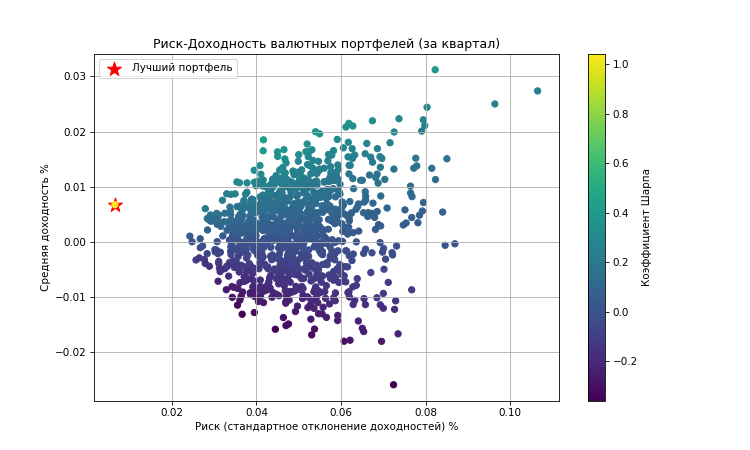 Риск-Доходность валютных портфелей (за квартал)
Лучший портфель
Средняя доходность %
0.03
0.02
0.01
0.00
−0.01
−0.02
0.02 0.04 0.06 0.08 0.10
Риск (стандартное отклонение доходностей) %
1.0
0.8
0.6
0.4
0.2
0.0
−0.2
Коэффициент Шарпа